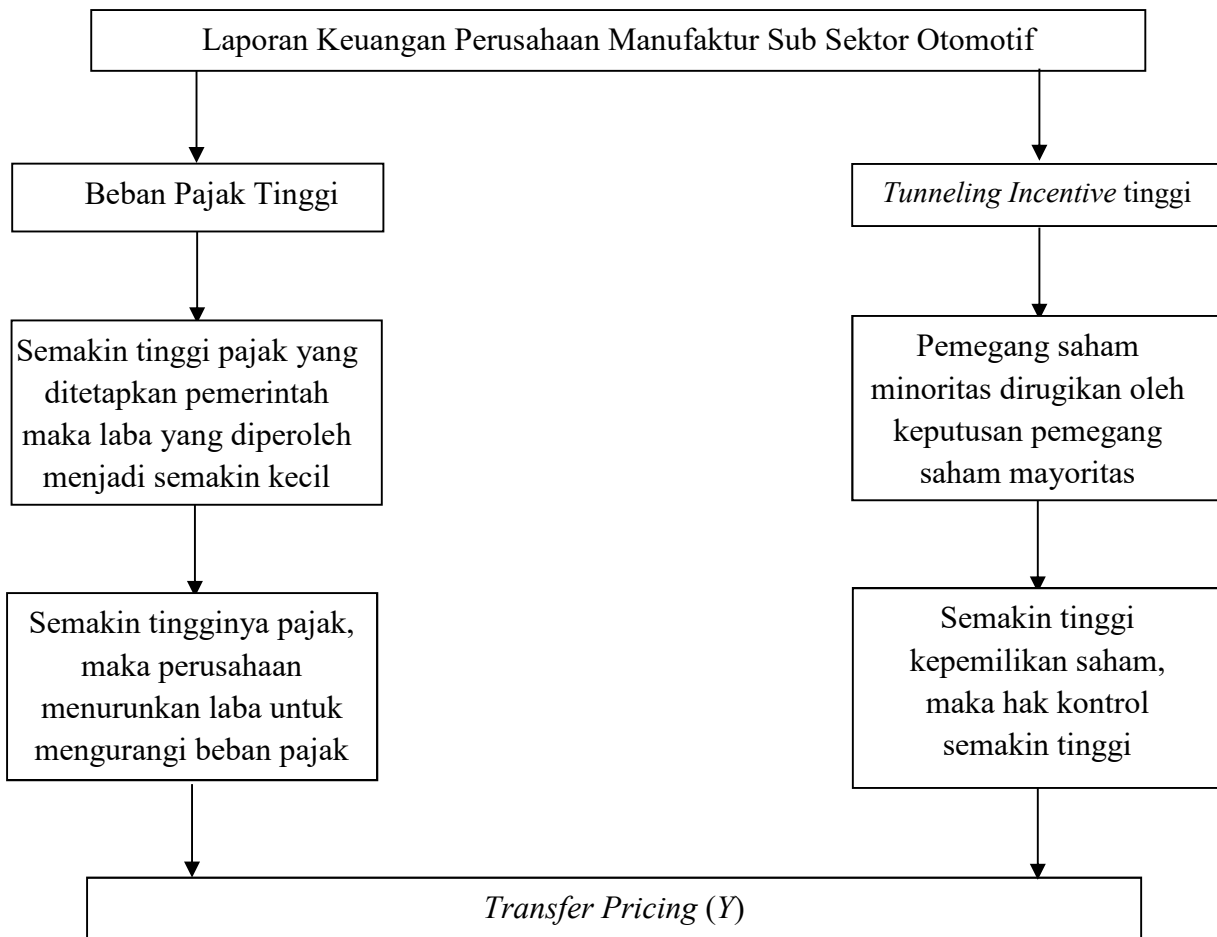 Laporan Keuangan Perusahaan Manufaktur Sub Sektor Otomotif
Beban Pajak Tinggi
Semakin tinggi pajak yang
ditetapkan pemerintah
maka laba yang diperoleh
menjadi semakin kecil
Semakin tingginya pajak,
maka perusahaan
menurunkan laba untuk
mengurangi beban pajak
Tunneling Incentive tinggi
Pemegang saham
minoritas dirugikan oleh
keputusan pemegang
saham mayoritas
Semakin tinggi
kepemilikan saham,
maka hak kontrol
semakin tinggi
Transfer Pricing (Y)